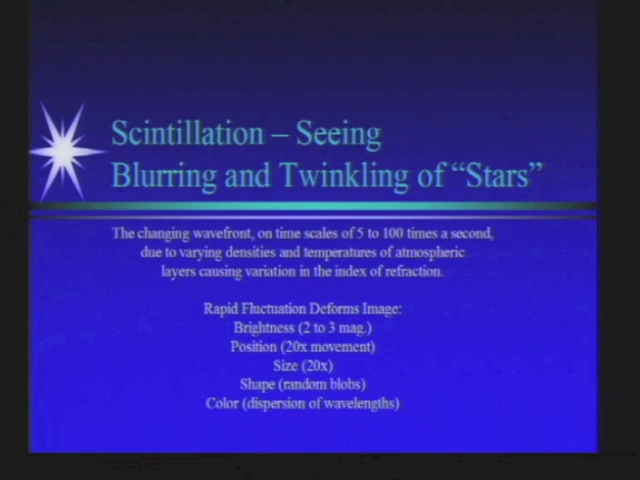 Scintillation – Seeing
Blurring and Twinkling of “Stars”
The changing wavefront, on time scales of 5 to 100 times a second,
due to varying densities and temperatures of atmospheric
layers causing variation in the index of refraction.
Rapid Fluctuation Deforms Image:
Brightness (2 to 3 mag.)
Position (20x movement)
Size (20x)
Shape (random blobs)
Color (dispersion of wavelengths)